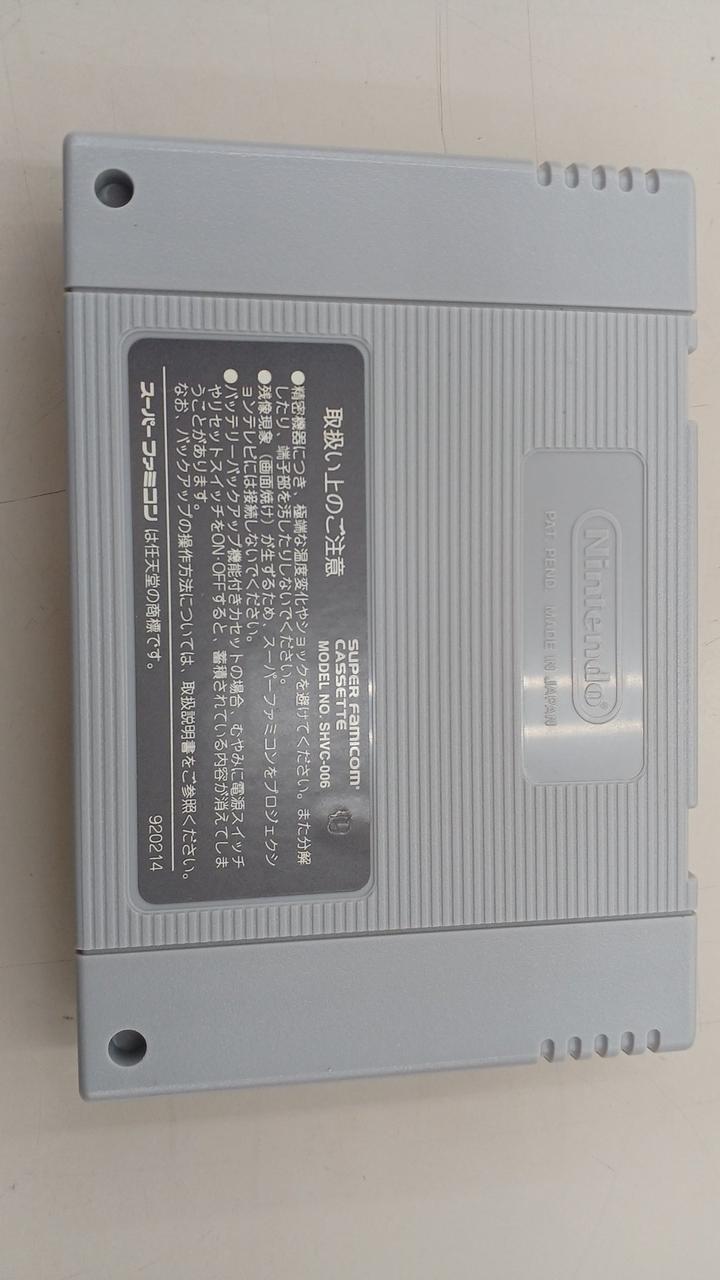 Nintendo®
PAT. PEND. MADE IN JAPAN
SUPER FAMICOM®
CASSETTE
MODEL NO. SHVC-006
取扱い上のご注意
●精密機器につき、極端な温度変化やショックを避けてください。また分解
したり、端子部を汚したりしないでください。
●残像現象（画面焼け）が生ずるため、スーパーファミコンをプロジェクシ
ョンテレビには接続しないでください。
●バッテリーバックアップ機能付きカセットの場合、むやみに電源スイッチ
やリセットスイッチをON・OFFすると、蓄積されている内容が消えてしま
うことがあります。
なお、バックアップの操作方法については、取扱説明書をご参照ください。
スーパーファミコンは任天堂の商標です。
920214